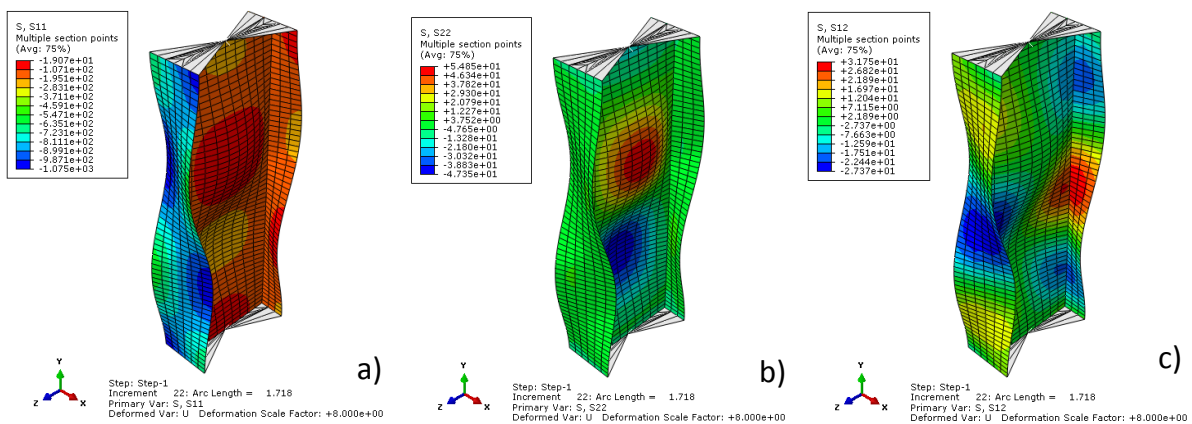 S, S11
Multiple section points
(Avg: 75%)
-1.907e+01
-1.071e+02
-1.951e+02
-2.831e+02
-3.711e+02
-4.591e+02
-5.471e+02
-6.351e+02
-7.231e+02
-8.111e+02
-8.991e+02
-9.871e+02
-1.075e+03
Y
Z
X
a)
Step: Step-1
Increment 22: Arc Length = 1.718
Primary Var: S, S11
Deformed Var: U Deformation Scale Factor: +8.000e+00
S, S22
Multiple section points
(Avg: 75%)
+5.485e+01
+4.634e+01
+3.782e+01
+2.930e+01
+2.079e+01
+1.227e+01
+3.752e+00
-4.765e+00
-1.328e+01
-2.180e+01
-3.032e+01
-3.883e+01
-4.735e+01
Y
Z
X
b)
Step: Step-1
Increment 22: Arc Length = 1.718
Primary Var: S, S22
Deformed Var: U Deformation Scale Factor: +8.000e+00
S, S12
Multiple section points
(Avg: 75%)
+3.175e+01
+2.682e+01
+2.189e+01
+1.697e+01
+1.204e+01
+7.115e+00
+2.189e+00
-2.737e+00
-7.663e+00
-1.259e+01
-1.751e+01
-2.244e+01
-2.737e+01
Y
Z
X
c)
Step: Step-1
Increment 22: Arc Length = 1.718
Primary Var: S, S12
Deformed Var: U Deformation Scale Factor: +8.000e+00